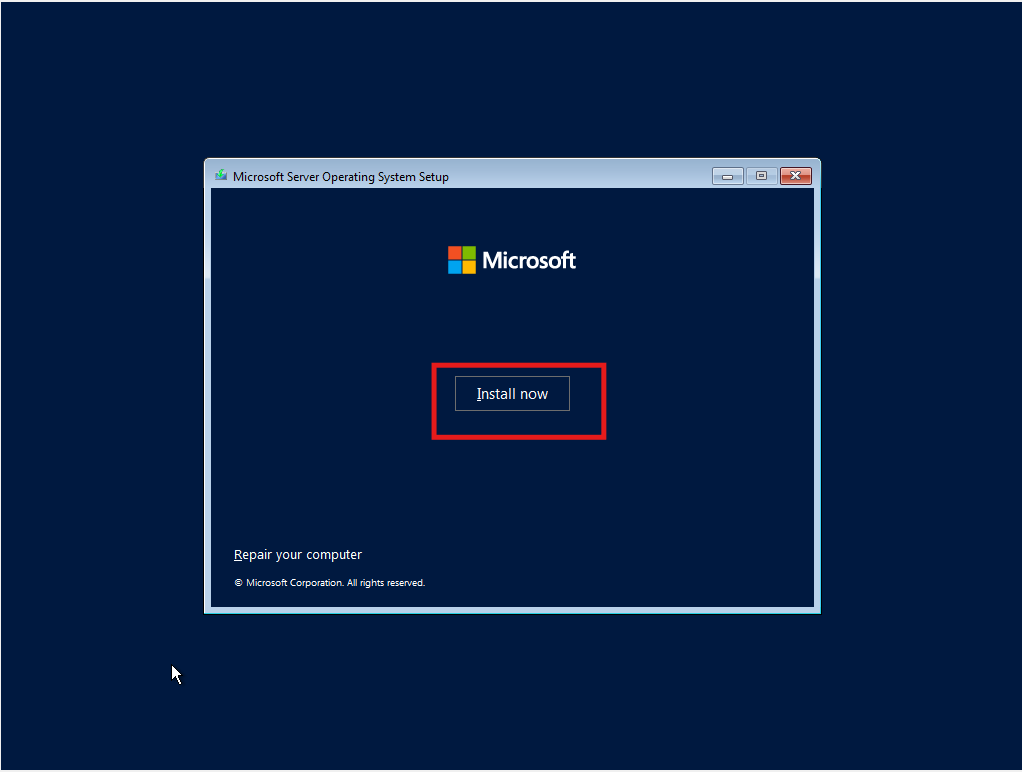 Microsoft Server Operating System Setup
Microsoft
Install now
Repair your computer
© Microsoft Corporation. All rights reserved.